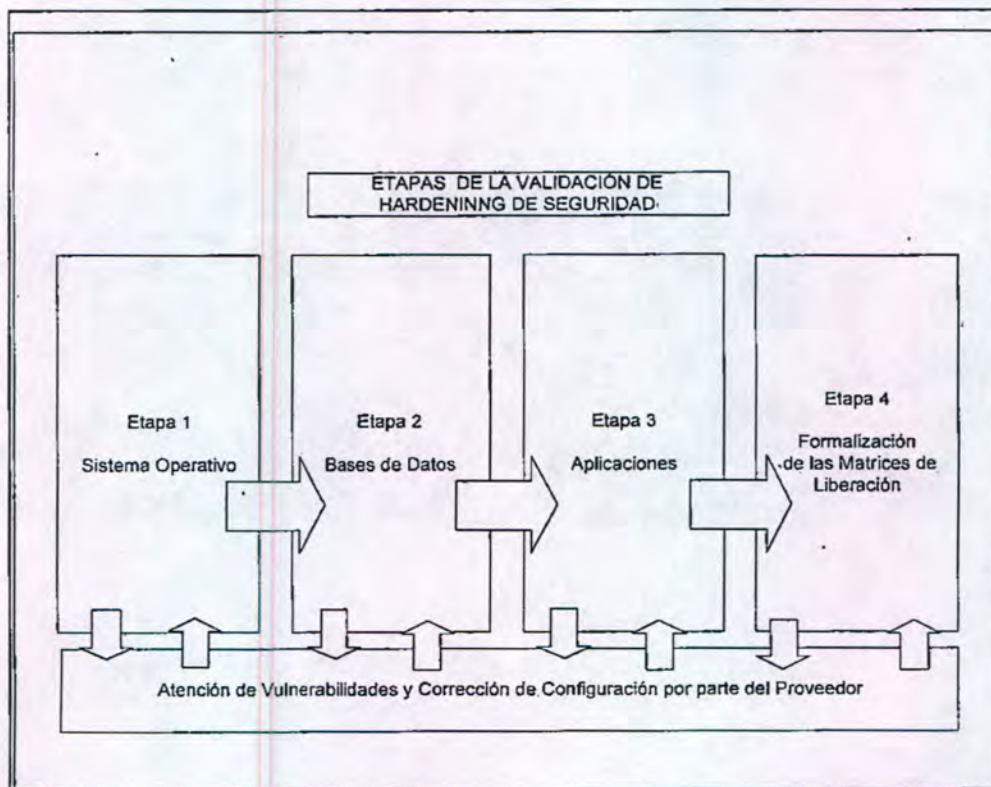 ETAPAS DE LA VALIDACIÓN DE
HARDENINNG DE SEGURIDAD
Etapa 1
Sistema Operativo
Etapa 2
Bases de Datos
Etapa 3
Aplicaciones
Etapa 4
Formalización
de las Matrices de
Liberación
Atención de Vulnerabilidades y Corrección de Configuración por parte del Proveedor